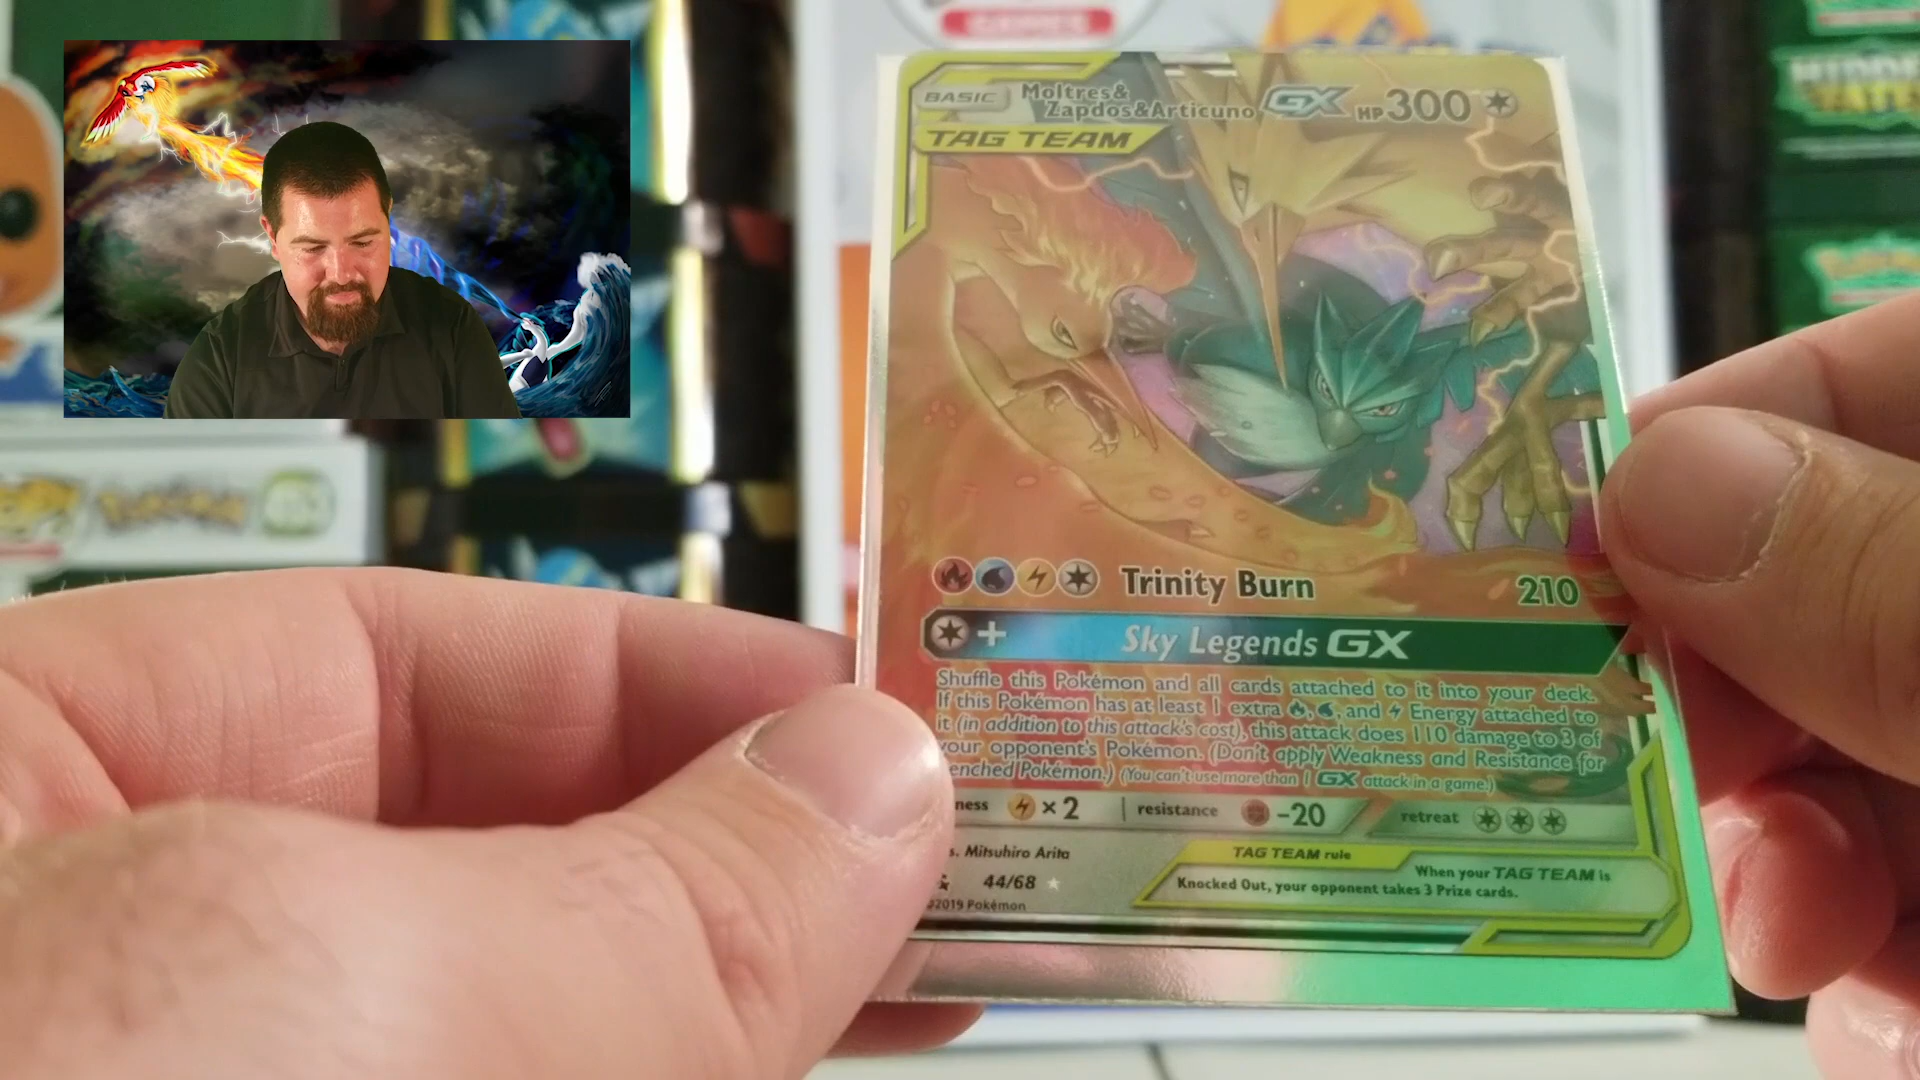 GAMES
BASIC Moltres&
Zapdos&Articuno GX HP300
TAG TEAM
Trinity Burn 210
+ Sky Legends GX
Shuffle this Pokémon and all cards attached to it into your deck.
If this Pokémon has at least 1 extra , , and Energy attached to
it (in addition to this attack's cost), this attack does 110 damage to 3 of
your opponent's Pokémon. (Don't apply Weakness and Resistance for
enched Pokémon.) (You can't use more than 1 GX attack in a game.)
ness ×2 resistance -20 retreat
s. Mitsuhiro Arita
44/68
©2019 Pokémon
TAG TEAM rule
When your TAG TEAM is
Knocked Out, your opponent takes 3 Prize cards.
HIDDEN
FATES